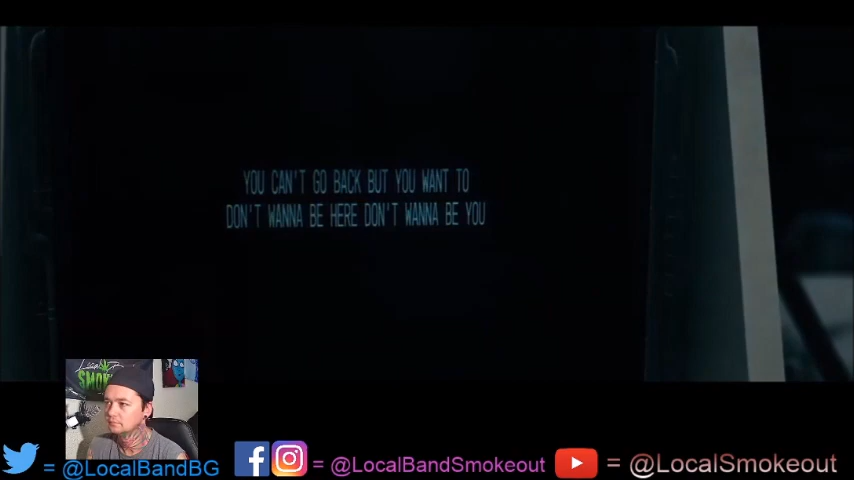 YOU CAN'T GO BACK BUT YOU WANT TO
DON'T WANNA BE HERE DON'T WANNA BE YOU
= @LocalBandBG
= @LocalBandSmokeout
= @LocalSmokeout